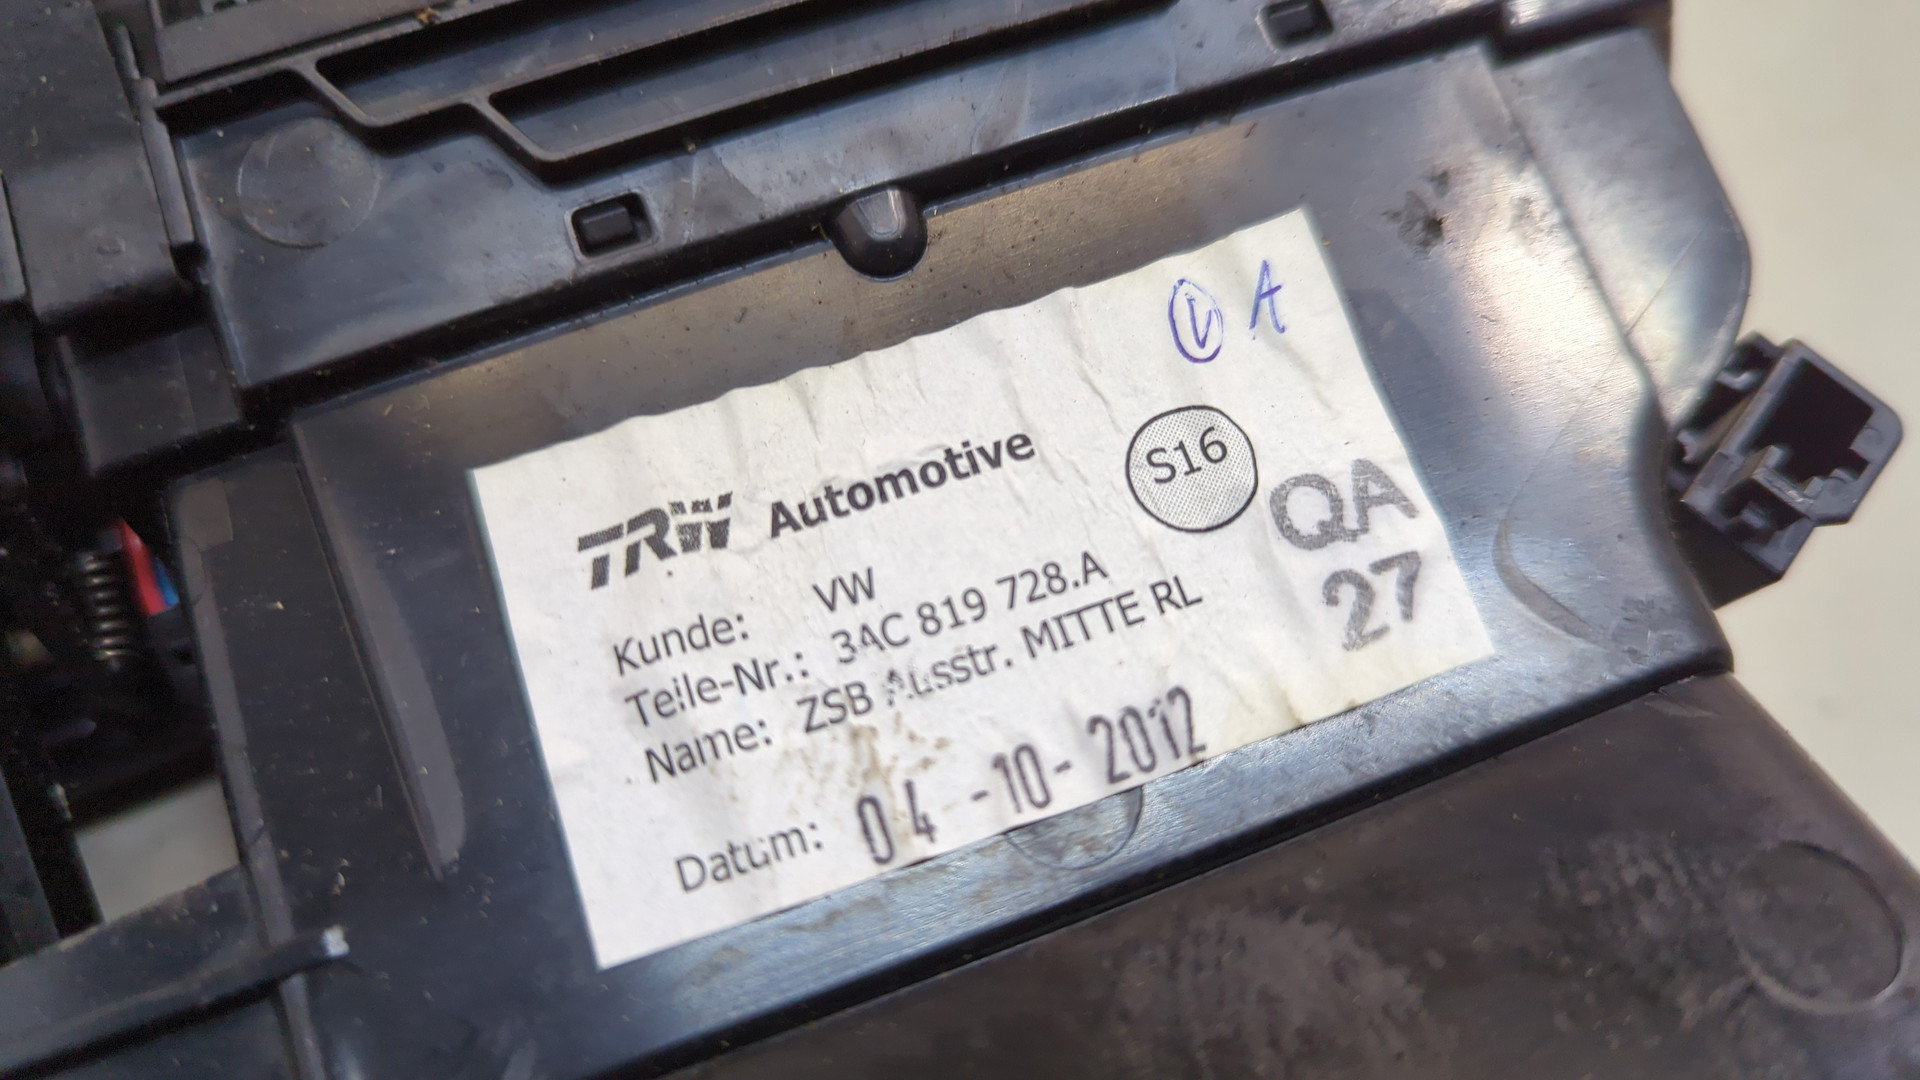 A
TRW Automotive
S16
QA
27
Kunde: VW
Teile-Nr.: 3AC 819 728.A
Name: ZSB Ausstr. MITTE RL
Datum: 04-10-2012